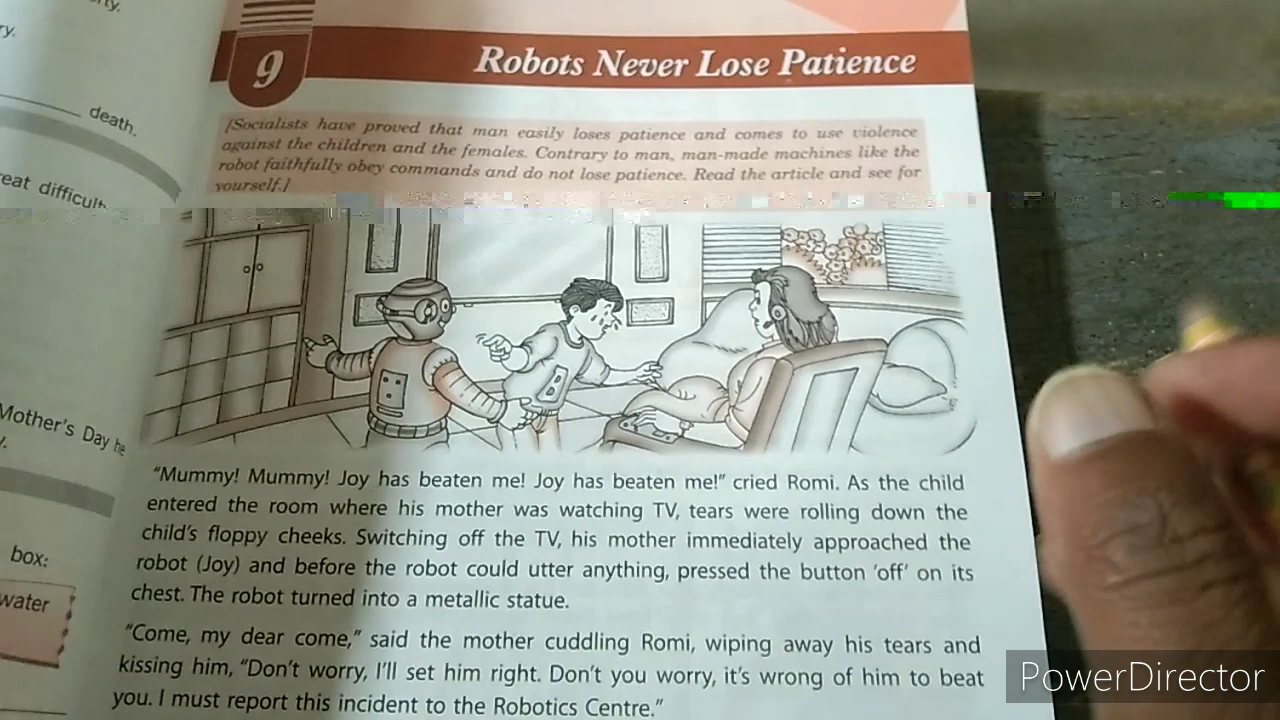 rty.
ry.
death.
eat difficult
Mother's Day he
y.
box:
water
9
Robots Never Lose Patience
[Socialists have proved that man easily loses patience and comes to use violence
against the children and the females. Contrary to man, man-made machines like the
robot faithfully obey commands and do not lose patience. Read the article and see for
yourself.]
"Mummy! Mummy! Joy has beaten me! Joy has beaten me!" cried Romi. As the child
entered the room where his mother was watching TV, tears were rolling down the
child's floppy cheeks. Switching off the TV, his mother immediately approached the
robot (Joy) and before the robot could utter anything, pressed the button 'off' on its
chest. The robot turned into a metallic statue.
"Come, my dear come," said the mother cuddling Romi, wiping away his tears and
kissing him, "Don't worry, I'll set him right. Don't you worry, it's wrong of him to beat
you. I must report this incident to the Robotics Centre."
PowerDirector